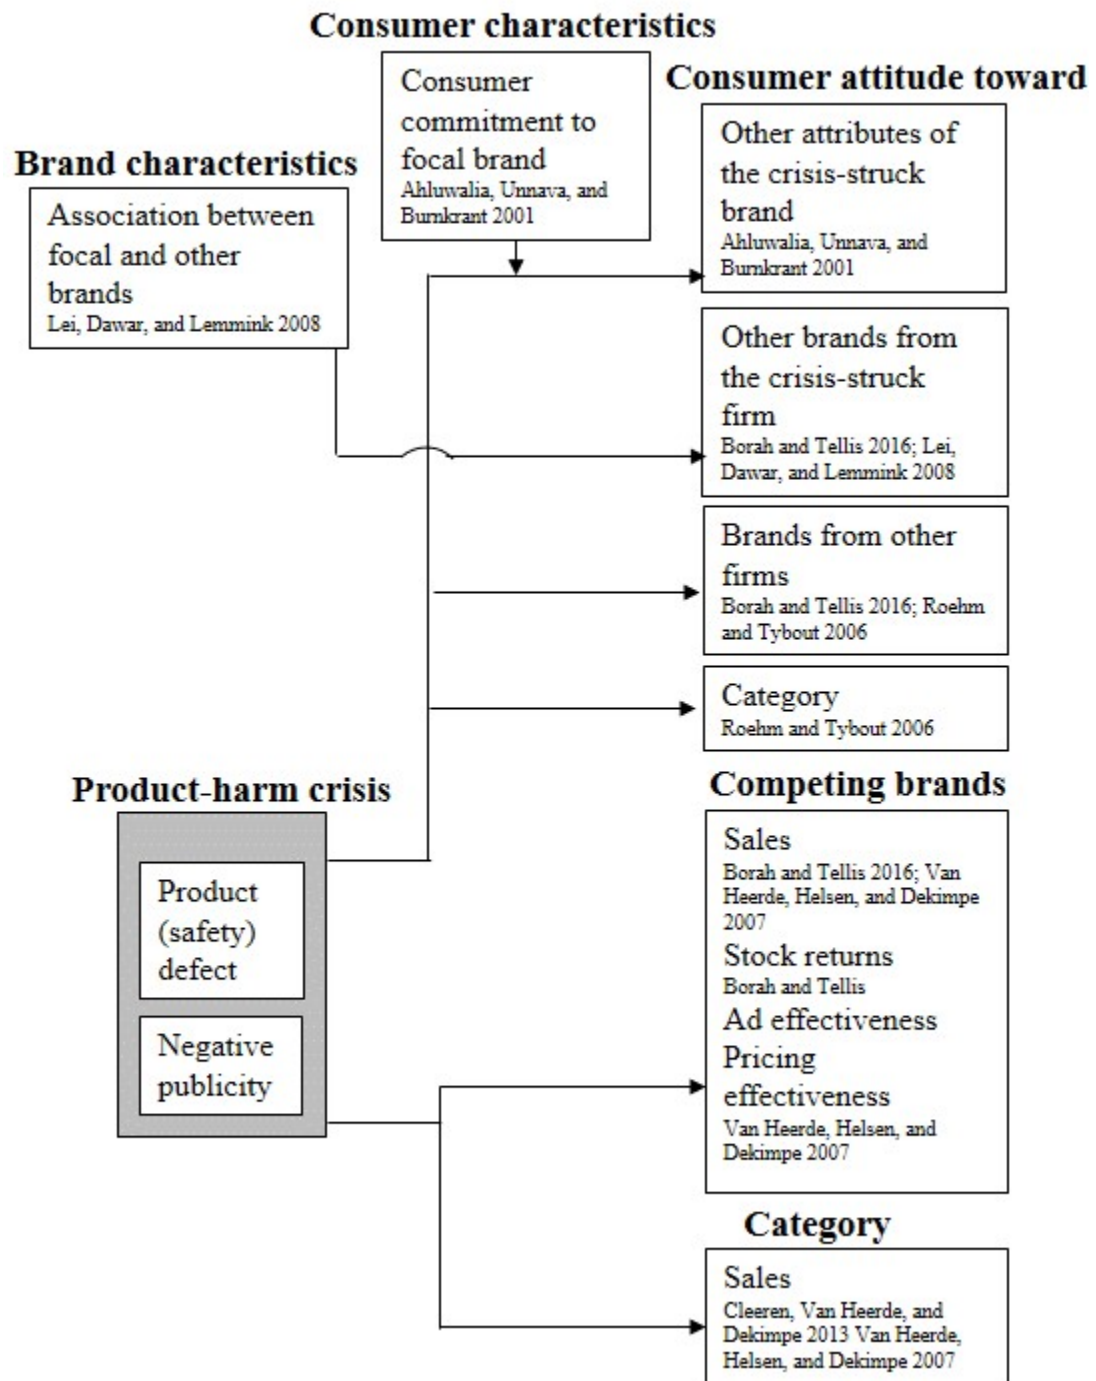 Consumer characteristics
Consumer
commitment to
focal brand
Ahluwalia, Unnava, and
Burnkrant 2001
Consumer attitude toward
Other attributes of
the crisis-struck
brand
Ahluwalia, Unnava, and
Burnkrant 2001
Brand characteristics
Association between
focal and other
brands
Lei, Dawar, and Lemmink 2008
Other brands from
the crisis-struck
firm
Borah and Tellis 2016; Lei,
Dawar, and Lemmink 2008
Brands from other
firms
Borah and Tellis 2016; Roehm
and Tybout 2006
Category
Roehm and Tybout 2006
Product-harm crisis
Product
(safety)
defect
Negative
publicity
Competing brands
Sales
Borah and Tellis 2016; Van
Heerde, Helsen, and Dekimpe
2007
Stock returns
Borah and Tellis
Ad effectiveness
Pricing
effectiveness
Van Heerde, Helsen, and
Dekimpe 2007
Category
Sales
Cleeren, Van Heerde, and
Dekimpe 2013 Van Heerde,
Helsen, and Dekimpe 2007